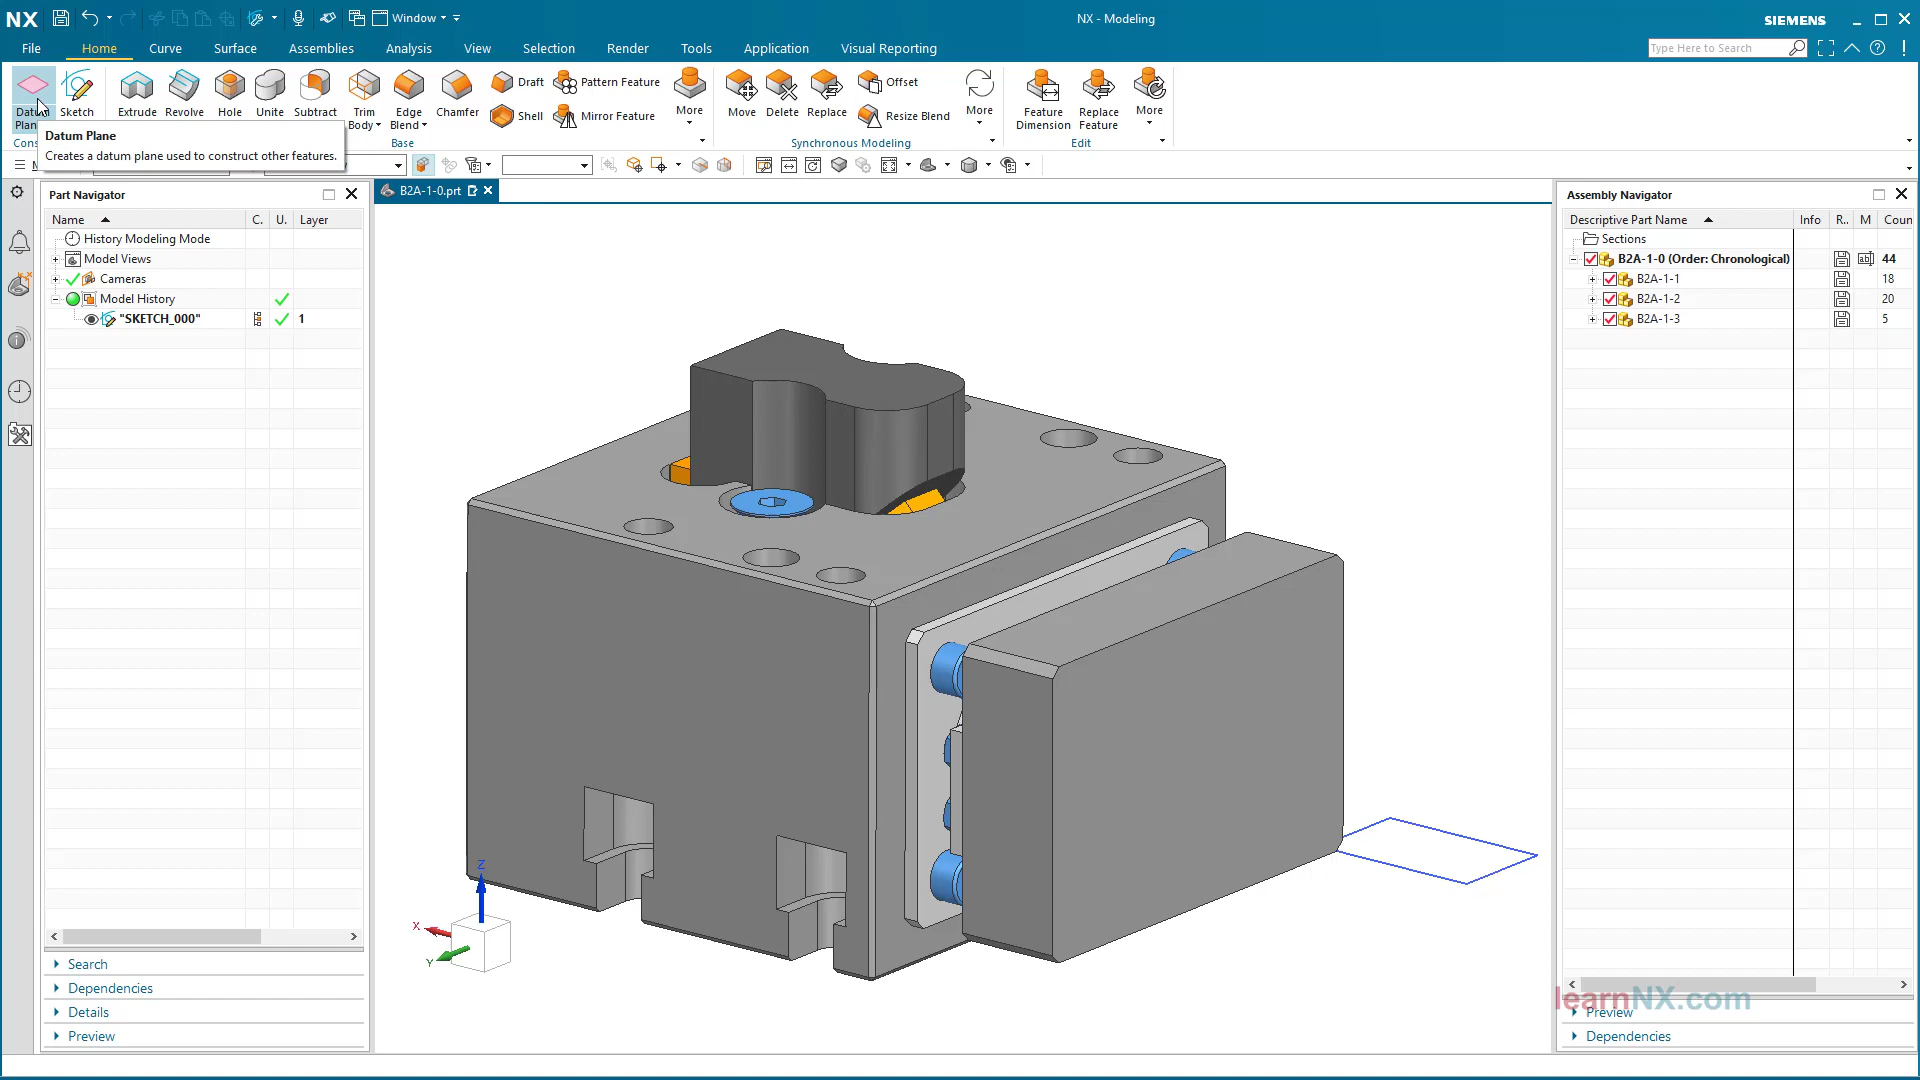 NX
Window
NX - Modeling
SIEMENS
File Home Curve Surface Assemblies Analysis View Selection Render Tools Application Visual Reporting
Type Here to Search
Sketch
Extrude
Revolve
Hole
Unite
Subtract
Trim
Body
Edge
Blend
Chamfer
Draft
Shell
Pattern Feature
Mirror Feature
More
Base
Move
Delete
Replace
Offset
Resize Blend
More
Synchronous Modeling
Feature
Dimension
Replace
Feature
More
Edit
Datum Plane
Creates a datum plane used to construct other features.
Part Navigator
Name C. U. Layer
History Modeling Mode
Model Views
Cameras
Model History
"SKETCH_000" 1
Search
Dependencies
Details
Preview
B2A-1-0.prt
Z
X
Y
Assembly Navigator
Descriptive Part Name Info R.. M Coun
Sections
B2A-1-0 (Order: Chronological) 44
B2A-1-1 18
B2A-1-2 20
B2A-1-3 5
learnNX.com
Preview
Dependencies